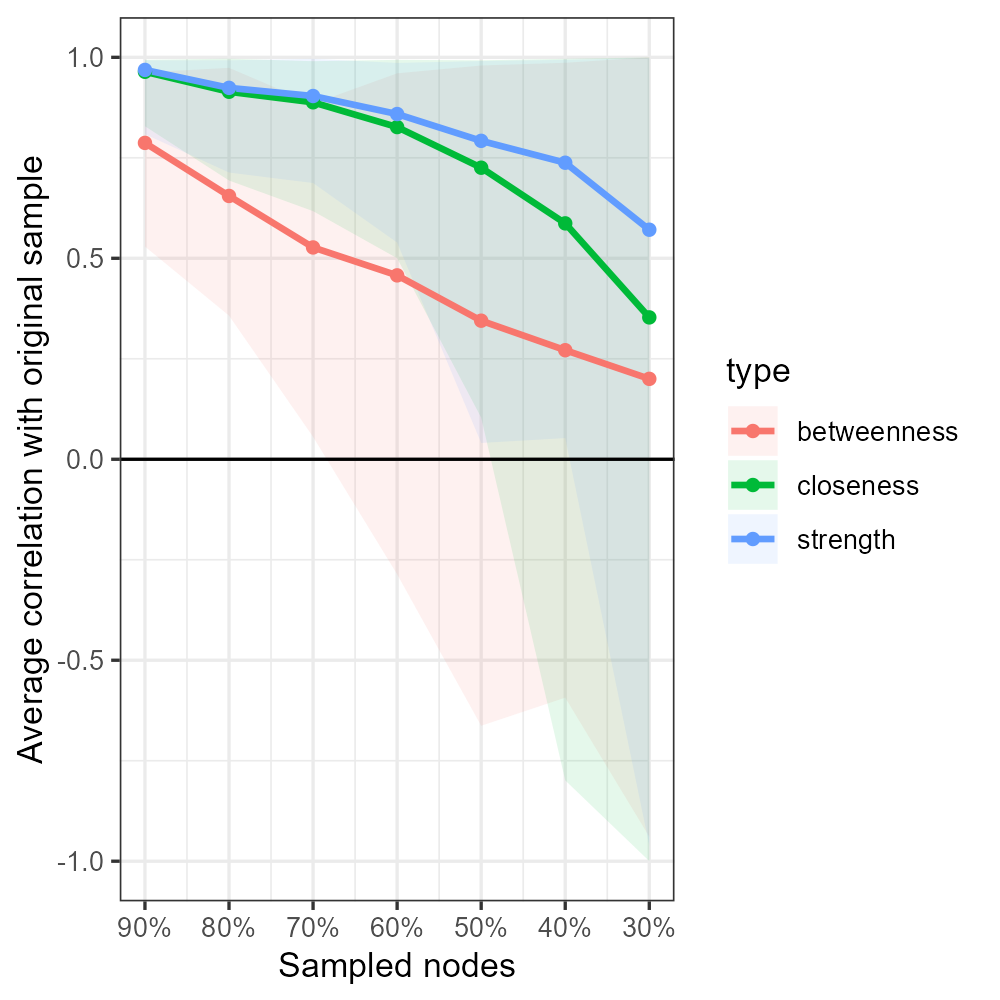 Average correlation with original sample
1.0
0.5
0.0
-0.5
-1.0
90% 80% 70% 60% 50% 40% 30%
Sampled nodes
type
betweenness
closeness
strength